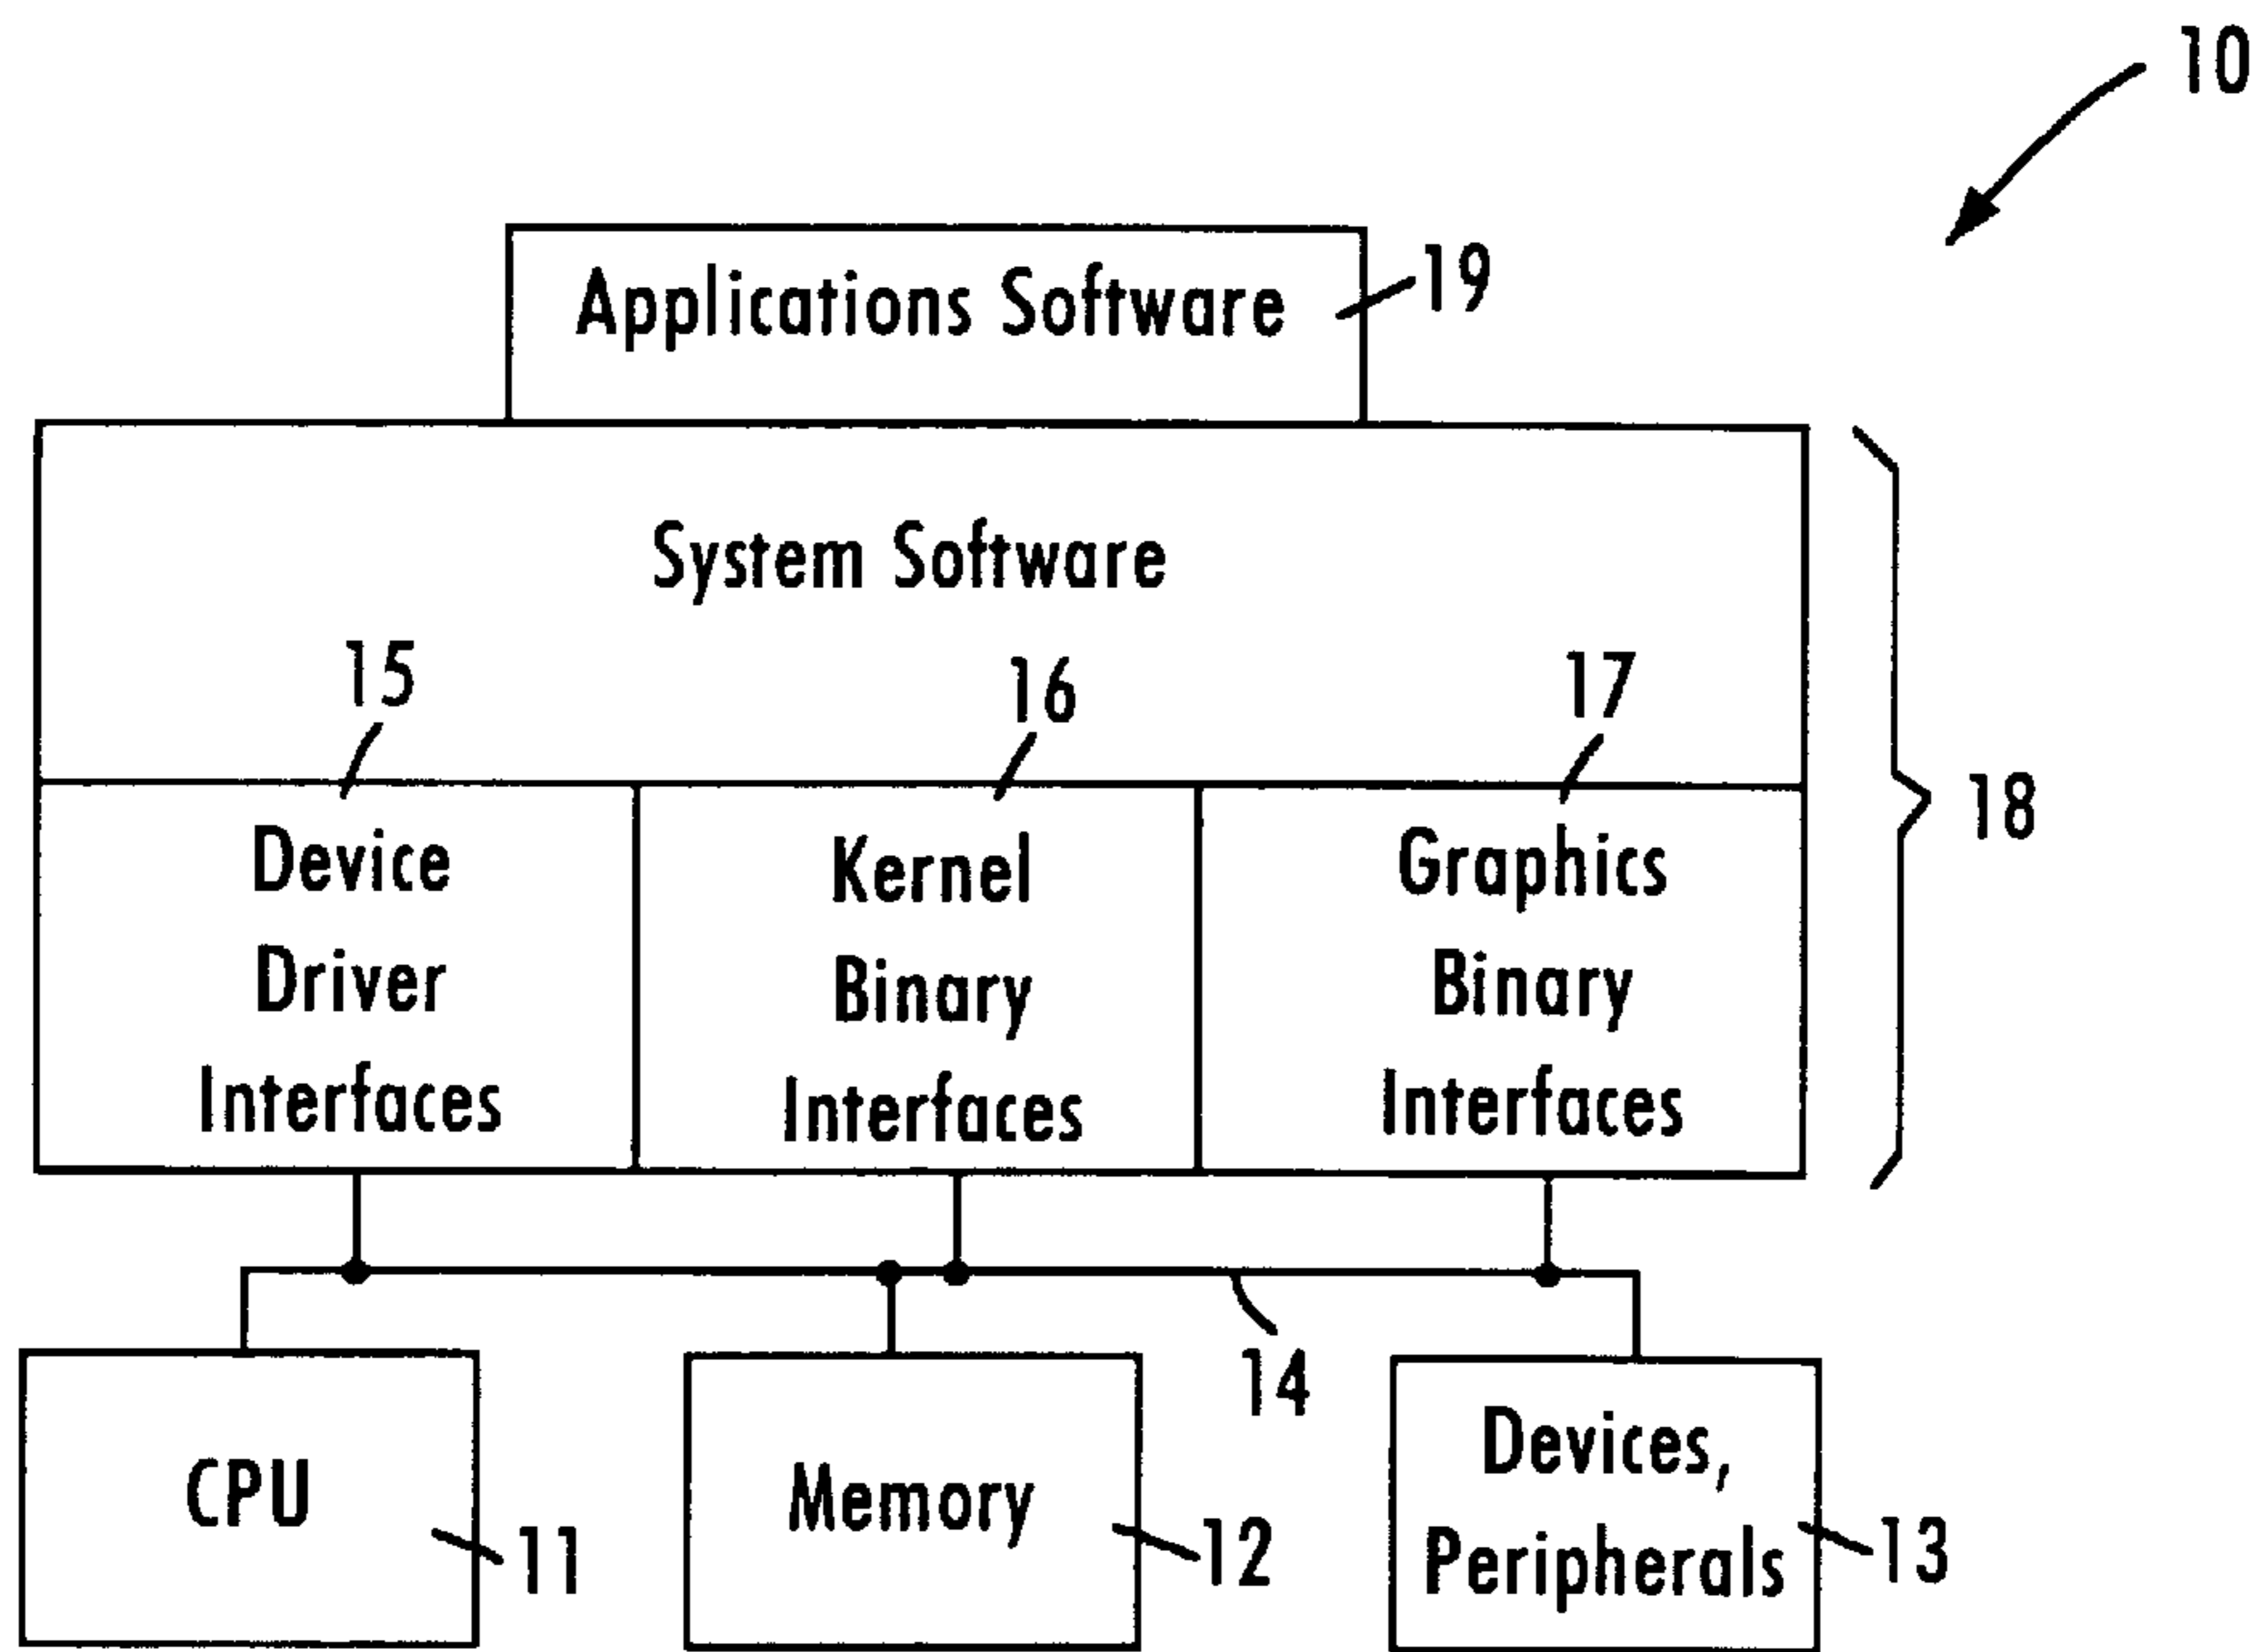 10
Applications Software
19
System Software
15
16
17
18
Device
Driver
Interfaces
Kernel
Binary
Interfaces
Graphics
Binary
Interfaces
14
CPU
11
Memory
12
Devices,
Peripherals
13